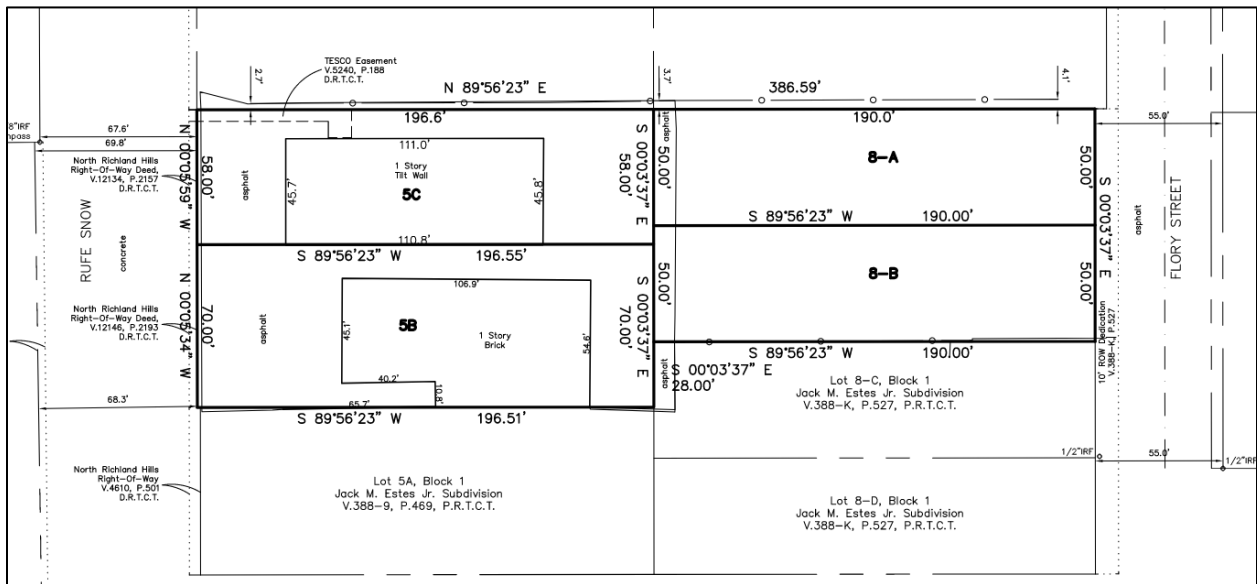 TESCO Easement
V.5240, P.188
D.R.T.C.T.
2.7'
N 89°56'23" E
3.7'
386.59'
4.1'
8"IRF
67.6'
69.8'
196.6'
190.0'
55.0'
North Richland Hills
Right-Of-Way Deed,
V.12134, P.2157
D.R.T.C.T.
N 00°05'59" W
58.00'
asphalt
111.0'
1 Story
Tilt Wall
5C
45.7'
45.8'
110.8'
S 00°03'37" E
58.00'
asphalt
50.00'
8-A
50.00'
S 00°03'37" E
asphalt
FLORY STREET
RUFE SNOW
concrete
S 89°56'23" W 190.00'
S 89°56'23" W 196.55'
North Richland Hills
Right-Of-Way Deed,
V.12146, P.2193
D.R.T.C.T.
N 00°05'34" W
70.00'
asphalt
106.9'
45.1'
5B
1 Story
Brick
54.6'
40.2'
10.8'
65.7'
S 00°03'37" E
70.00'
50.00'
8-B
50.00'
10' ROW Dedication
V.388-K, P.527
S 89°56'23" W 190.00'
asphalt
S 00°03'37" E
28.00'
68.3'
S 89°56'23" W 196.51'
Lot 8-C, Block 1
Jack M. Estes Jr. Subdivision
V.388-K, P.527, P.R.T.C.T.
North Richland Hills
Right-Of-Way
V.4610, P.501
D.R.T.C.T.
Lot 5A, Block 1
Jack M. Estes Jr. Subdivision
V.388-9, P.469, P.R.T.C.T.
1/2"IRF
55.0'
1/2"IRF
Lot 8-D, Block 1
Jack M. Estes Jr. Subdivision
V.388-K, P.527, P.R.T.C.T.